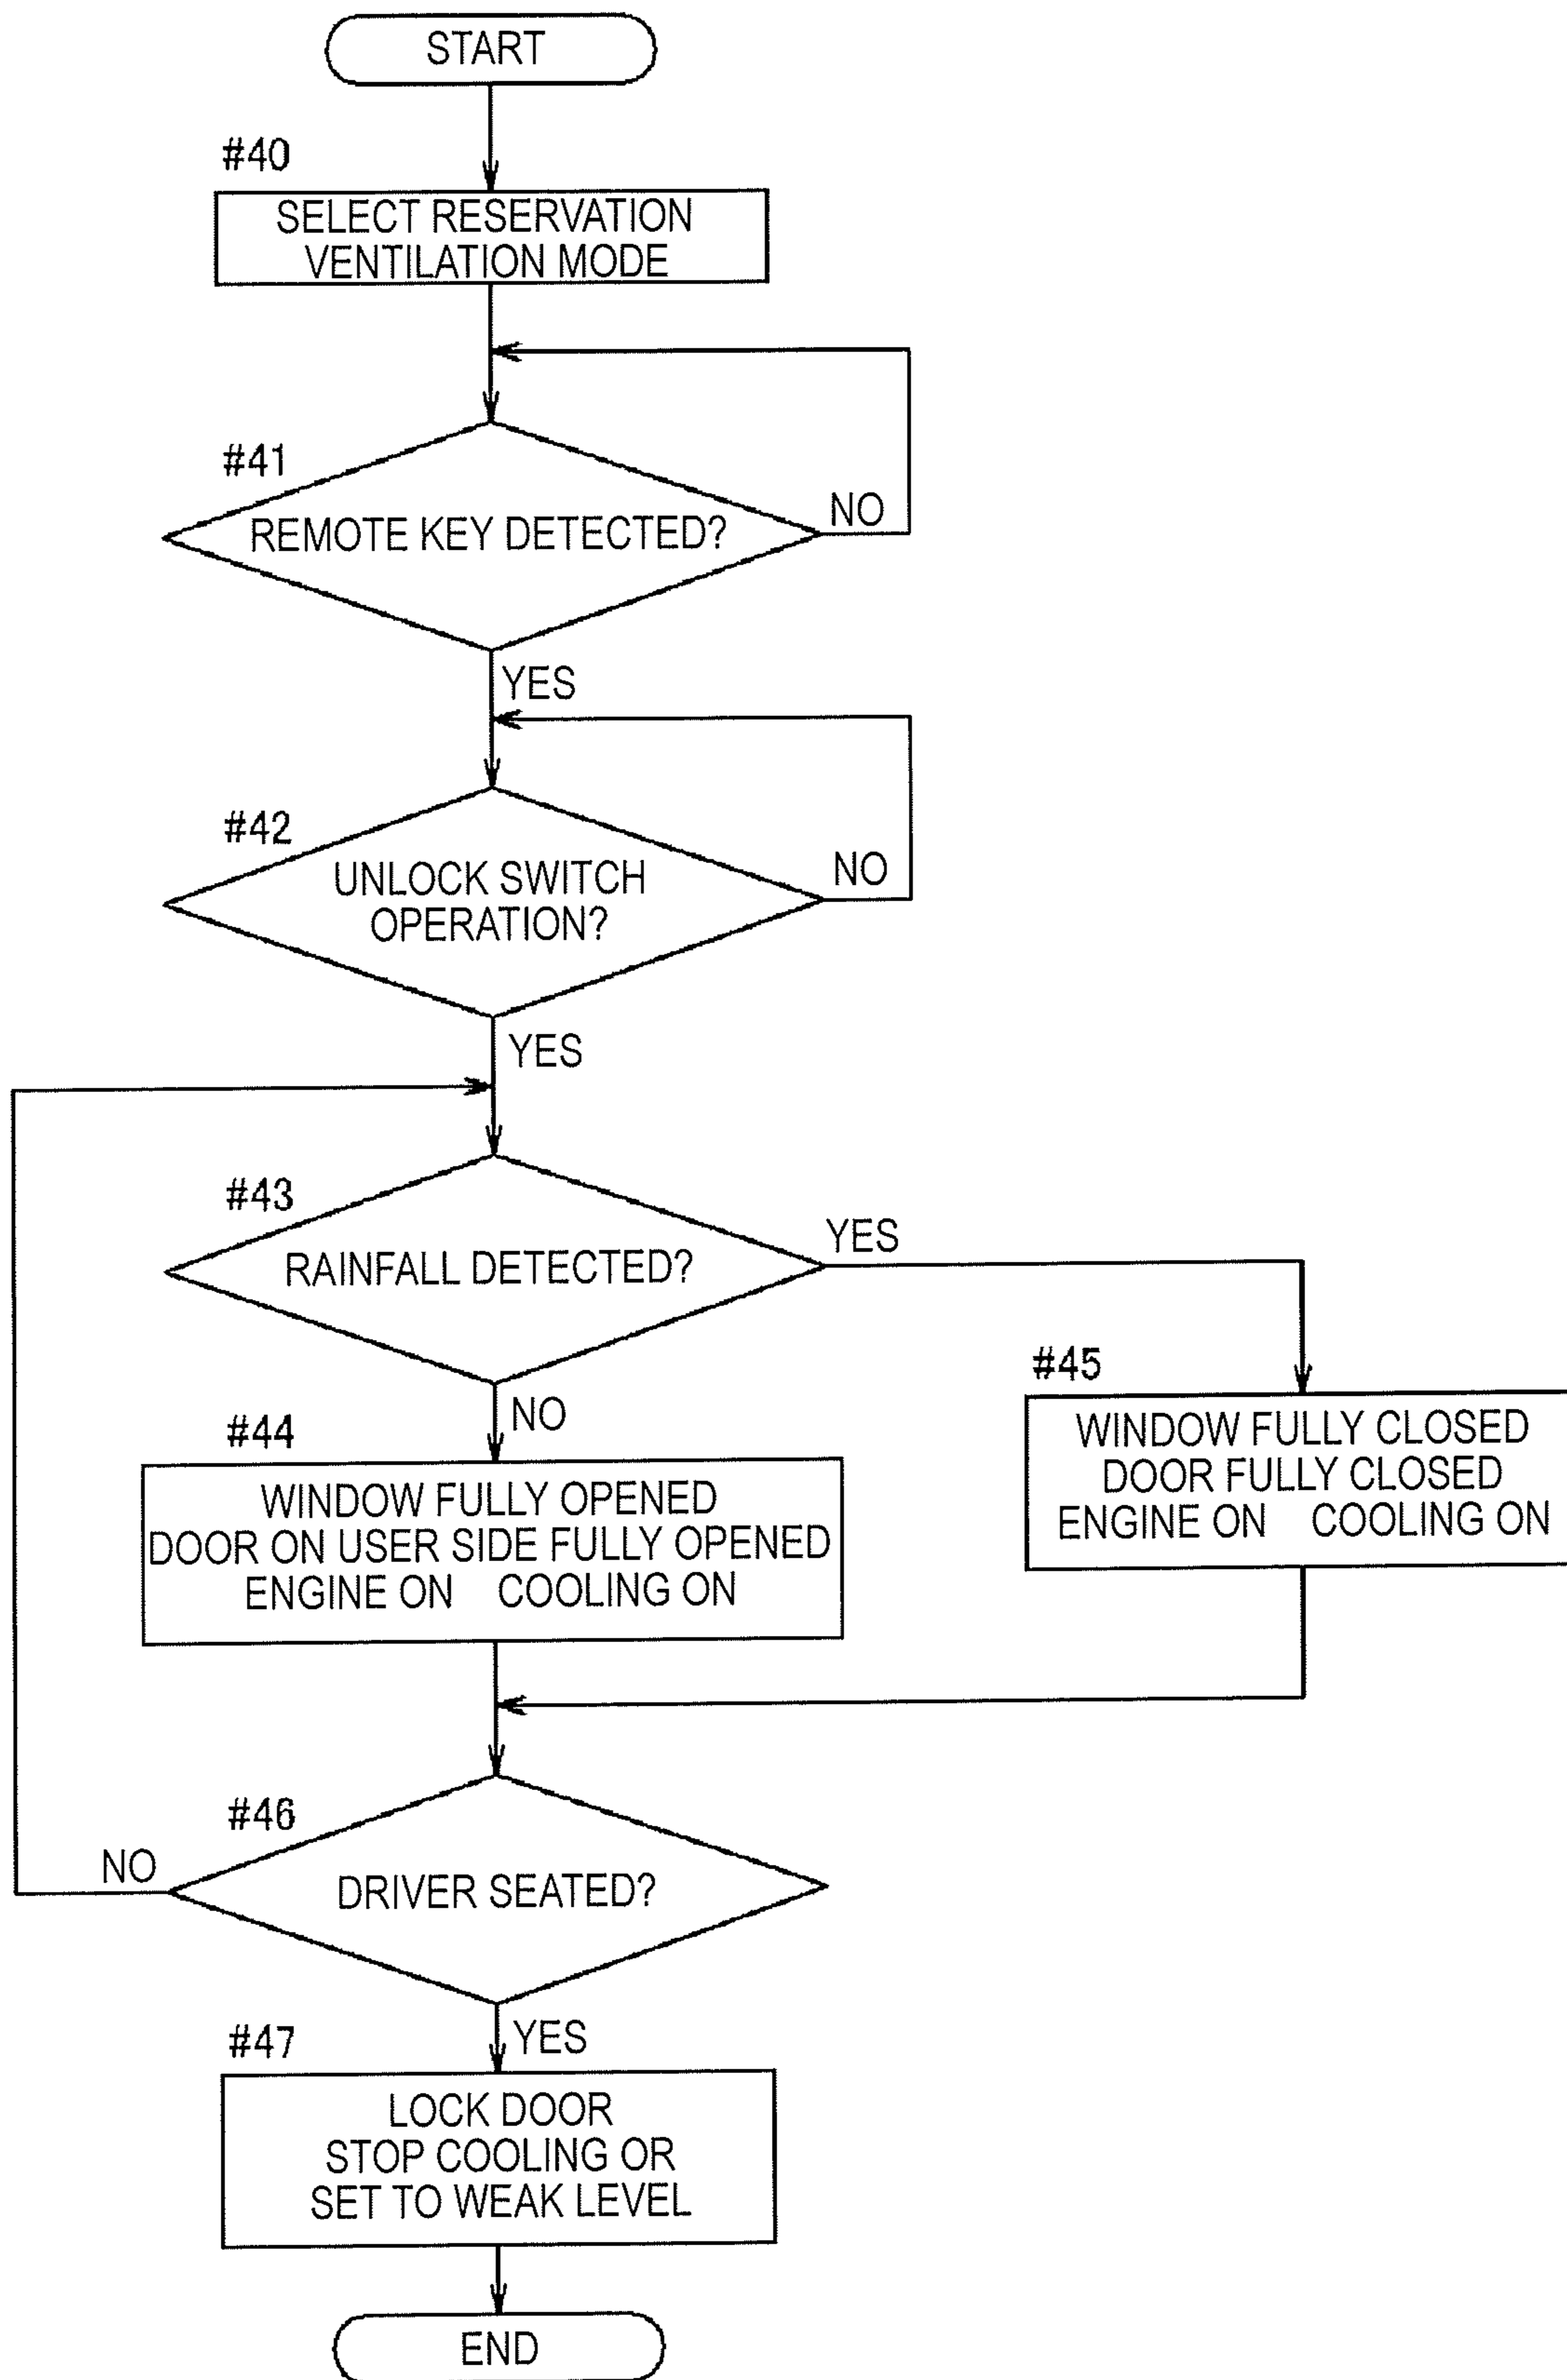 START
#40
SELECT RESERVATION
VENTILATION MODE
#41
REMOTE KEY DETECTED?
NO
YES
#42
UNLOCK SWITCH
OPERATION?
NO
YES
#43
RAINFALL DETECTED?
YES
NO
#44
WINDOW FULLY OPENED
DOOR ON USER SIDE FULLY OPENED
ENGINE ON COOLING ON
#45
WINDOW FULLY CLOSED
DOOR FULLY CLOSED
ENGINE ON COOLING ON
#46
DRIVER SEATED?
NO
YES
#47
LOCK DOOR
STOP COOLING OR
SET TO WEAK LEVEL
END